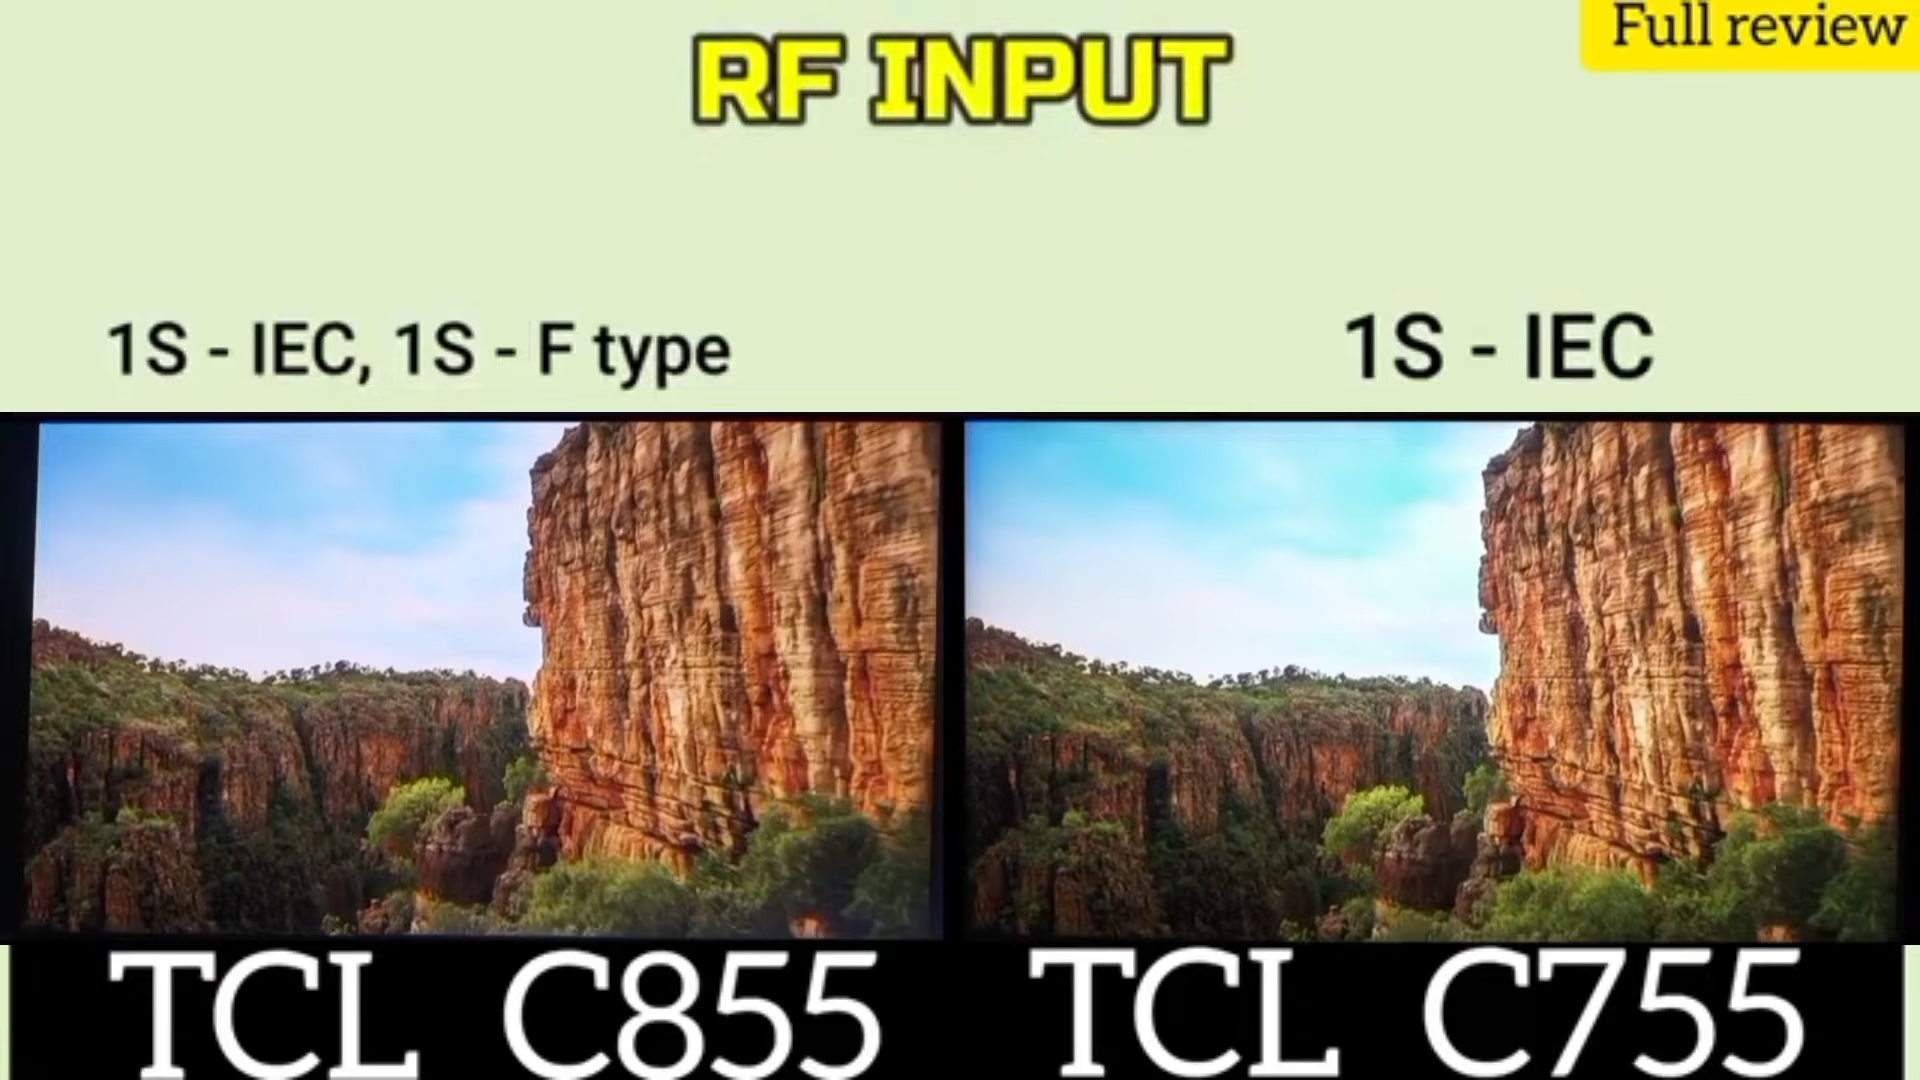 Full review
RF INPUT
1S - IEC, 1S - F type
1S - IEC
TCL C855
TCL C755